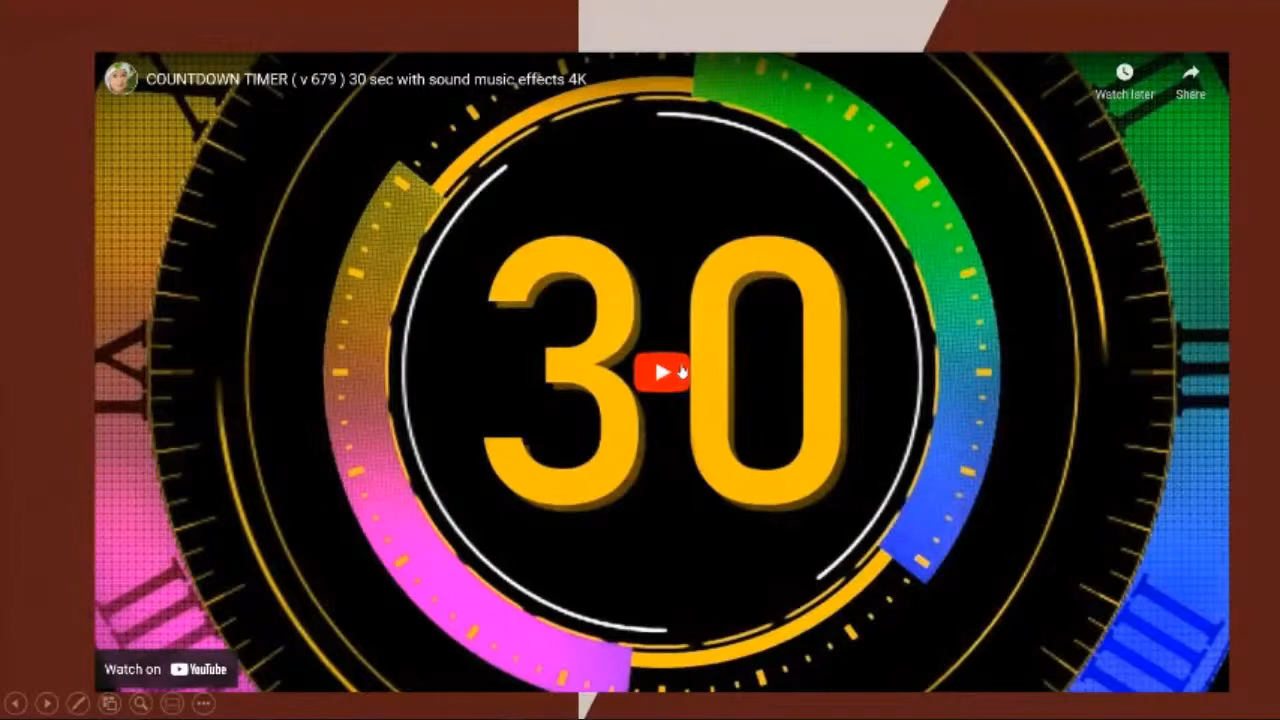 COUNTDOWN TIMER ( v 679 ) 30 sec with sound music effects 4K
Watch later
Share
30
Watch on YouTube